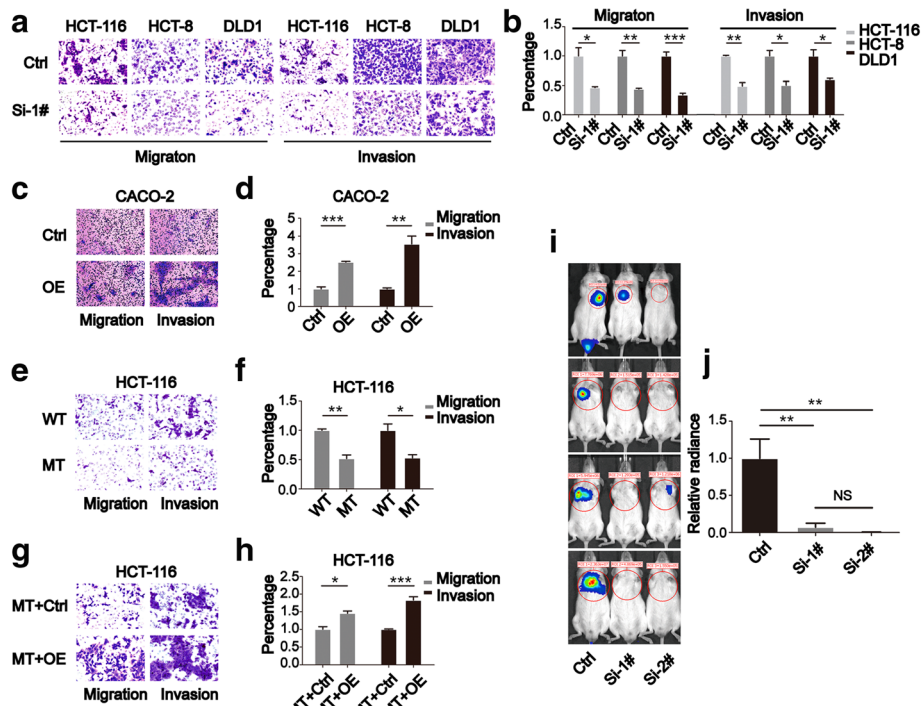 a
HCT-116 HCT-8 DLD1 HCT-116 HCT-8 DLD1
Ctrl
Si-1#
Migraton Invasion
b
Migraton Invasion
HCT-116
HCT-8
DLD1
Percentage
1.5
1.0
0.5
0.0
* ** *** ** * *
Ctrl Si-1# Ctrl Si-1# Ctrl Si-1# Ctrl Si-1# Ctrl Si-1# Ctrl Si-1#
c
CACO-2
Ctrl
OE
Migration Invasion
d
CACO-2
Migration
Invasion
Percentage
5
4
3
2
1
0
*** **
Ctrl OE Ctrl OE
e
HCT-116
WT
MT
Migration Invasion
f
HCT-116
Migration
Invasion
Percentage
1.5
1.0
0.5
0.0
** *
WT MT WT MT
g
HCT-116
MT+Ctrl
MT+OE
Migration Invasion
h
HCT-116
Migration
Invasion
Percentage
2.5
2.0
1.5
1.0
0.5
0.0
* ***
MT+Ctrl MT+OE MT+Ctrl MT+OE
i
Ctrl Si-1# Si-2#
j
Relative radiance
1.5
1.0
0.5
0.0
**
**
NS
Ctrl Si-1# Si-2#